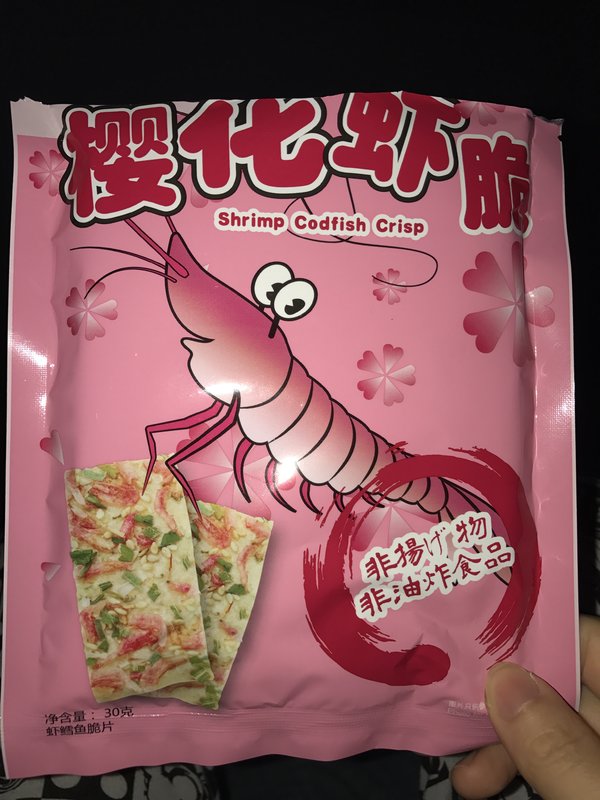 樱花虾脆
Shrimp Codfish Crisp
非揚げ物
非油炸食品
净含量：30克
虾鳕鱼脆片